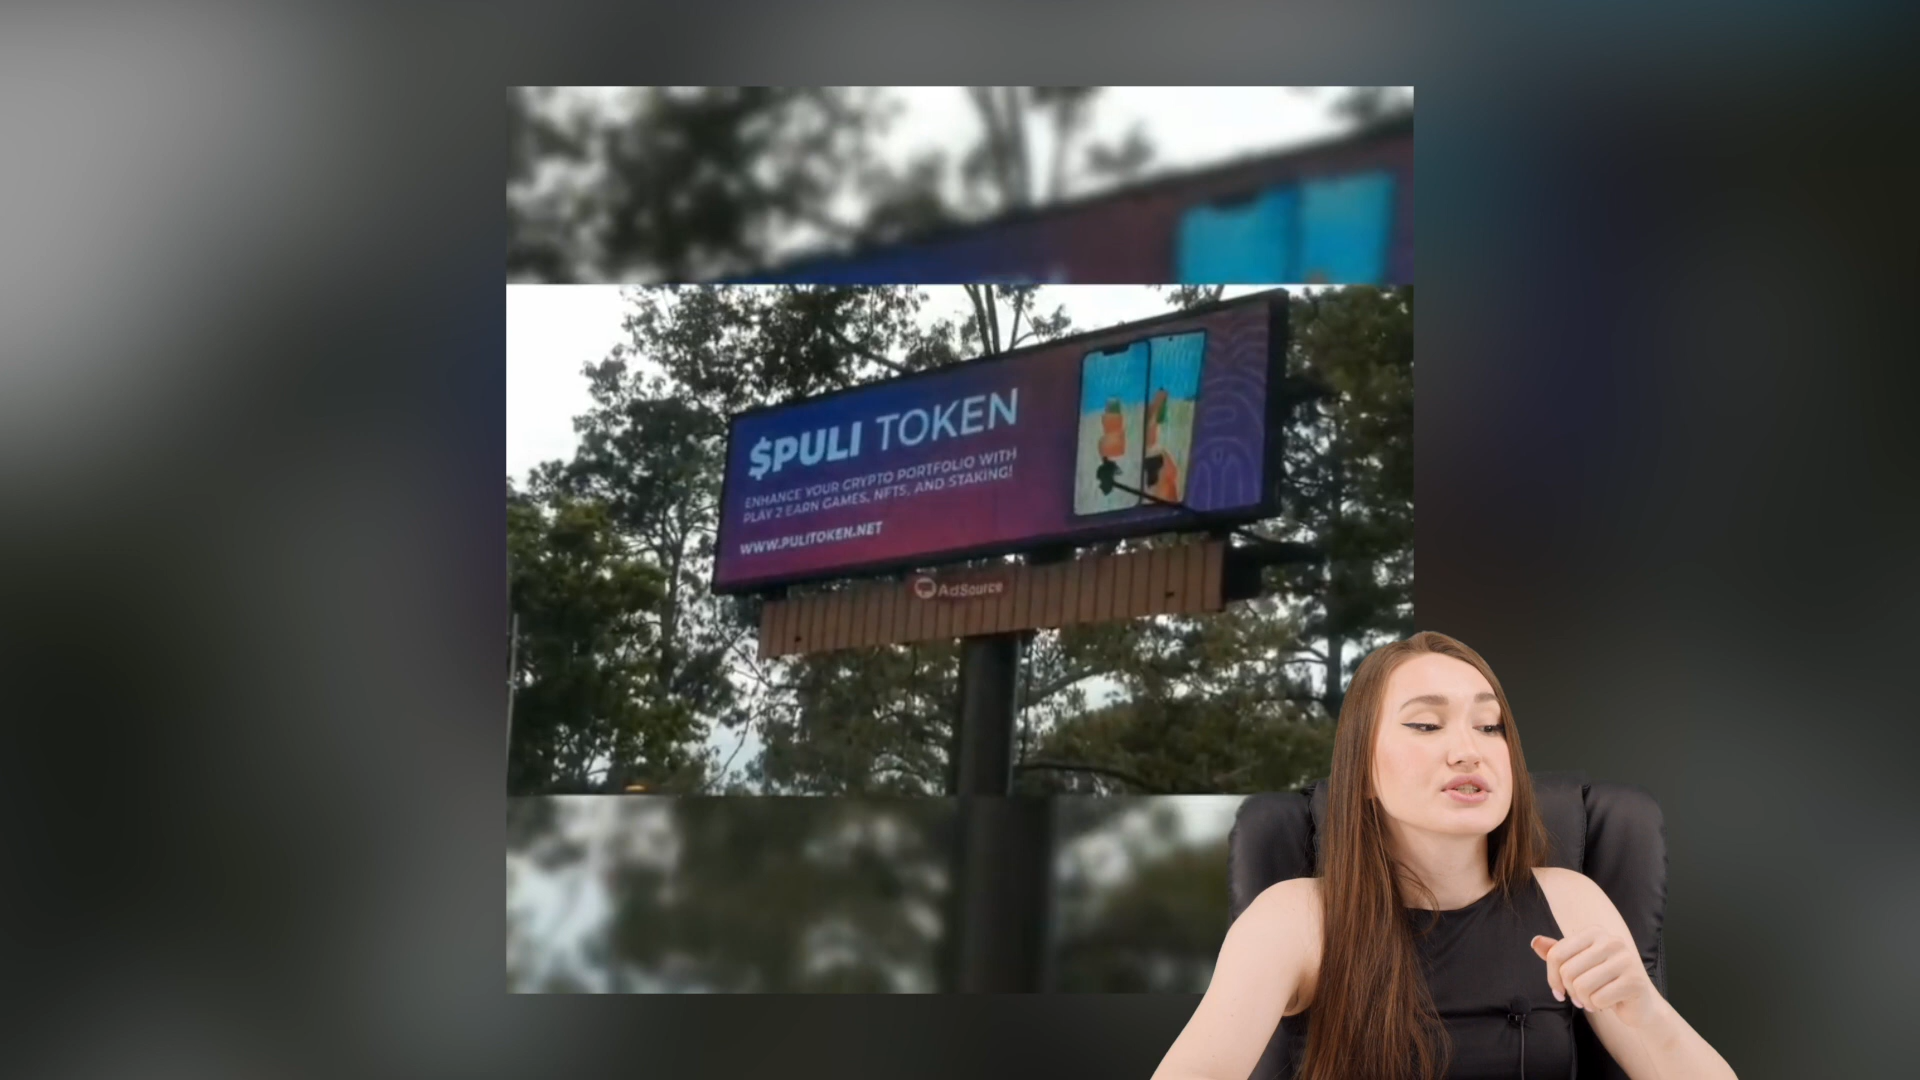 $PULI TOKEN
ENHANCE YOUR CRYPTO PORTFOLIO WITH
PLAY 2 EARN GAMES, NFTS, AND STAKING!
WWW.PULITOKEN.NET
AdSource